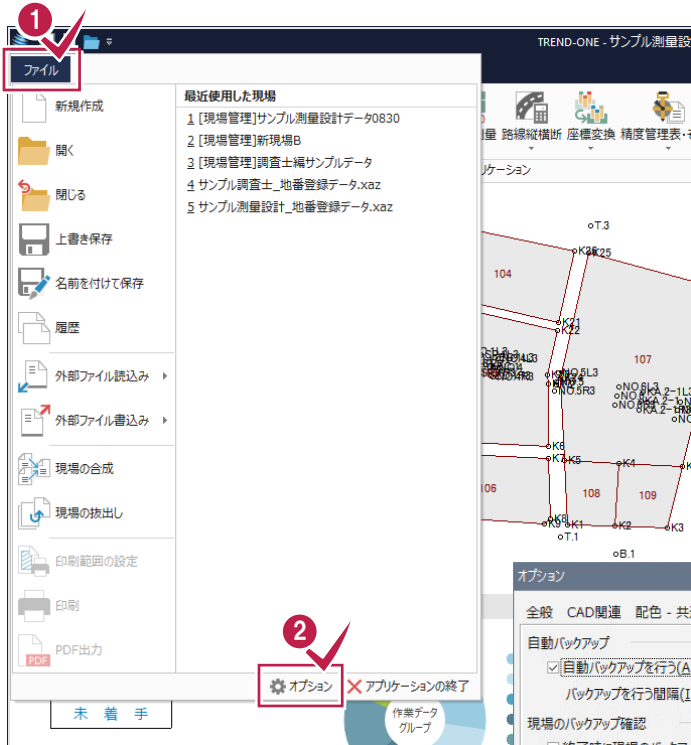 1
TREND-ONE - サンプル測量設
ファイル
新規作成
開く
閉じる
上書き保存
名前を付けて保存
履歴
外部ファイル読込み
外部ファイル書込み
現場の合成
現場の抜出し
印刷範囲の設定
印刷
PDF
PDF出力
最近使用した現場
1 [現場管理]サンプル測量設計データ0830
2 [現場管理]新現場B
3 [現場管理]調査士編サンプルデータ
4 サンプル調査士_地番登録データ.xaz
5 サンプル測量設計_地番登録データ.xaz
2
オプション
アプリケーションの終了
量 路線縦横断 座標変換 精度管理表・
ケーション
T.3
K26
K25
104
K21
K22
107
NO.5L3
NO.5R3
NO.6L3
KA.2-1L3
K6
K7
K5
K4
106
108
109
K8
K9
K1
K2
K3
T.1
B.1
オプション
全般 CAD関連 配色 - 共
自動バックアップ
自動バックアップを行う(A
バックアップを行う間隔(I
現場のバックアップ確認
未着手
作業データ
グループ